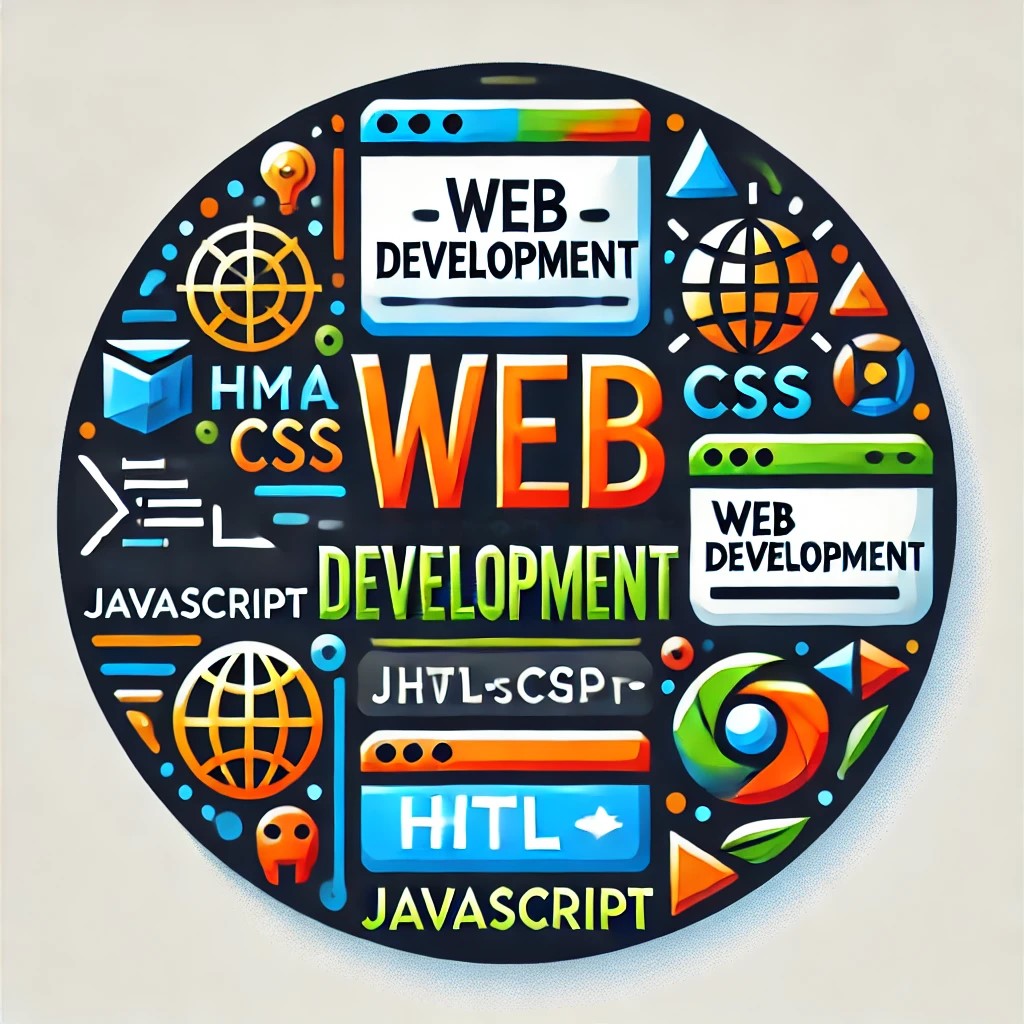 -WEB-
DEVELOPMENT
HMA
CSS
WEB
CSS
WEB
DEVELOPMENT
JAVASCRIPT
DEVELOPMENT
JHTL-sCSPT-
HITL
JAVASCRIPT